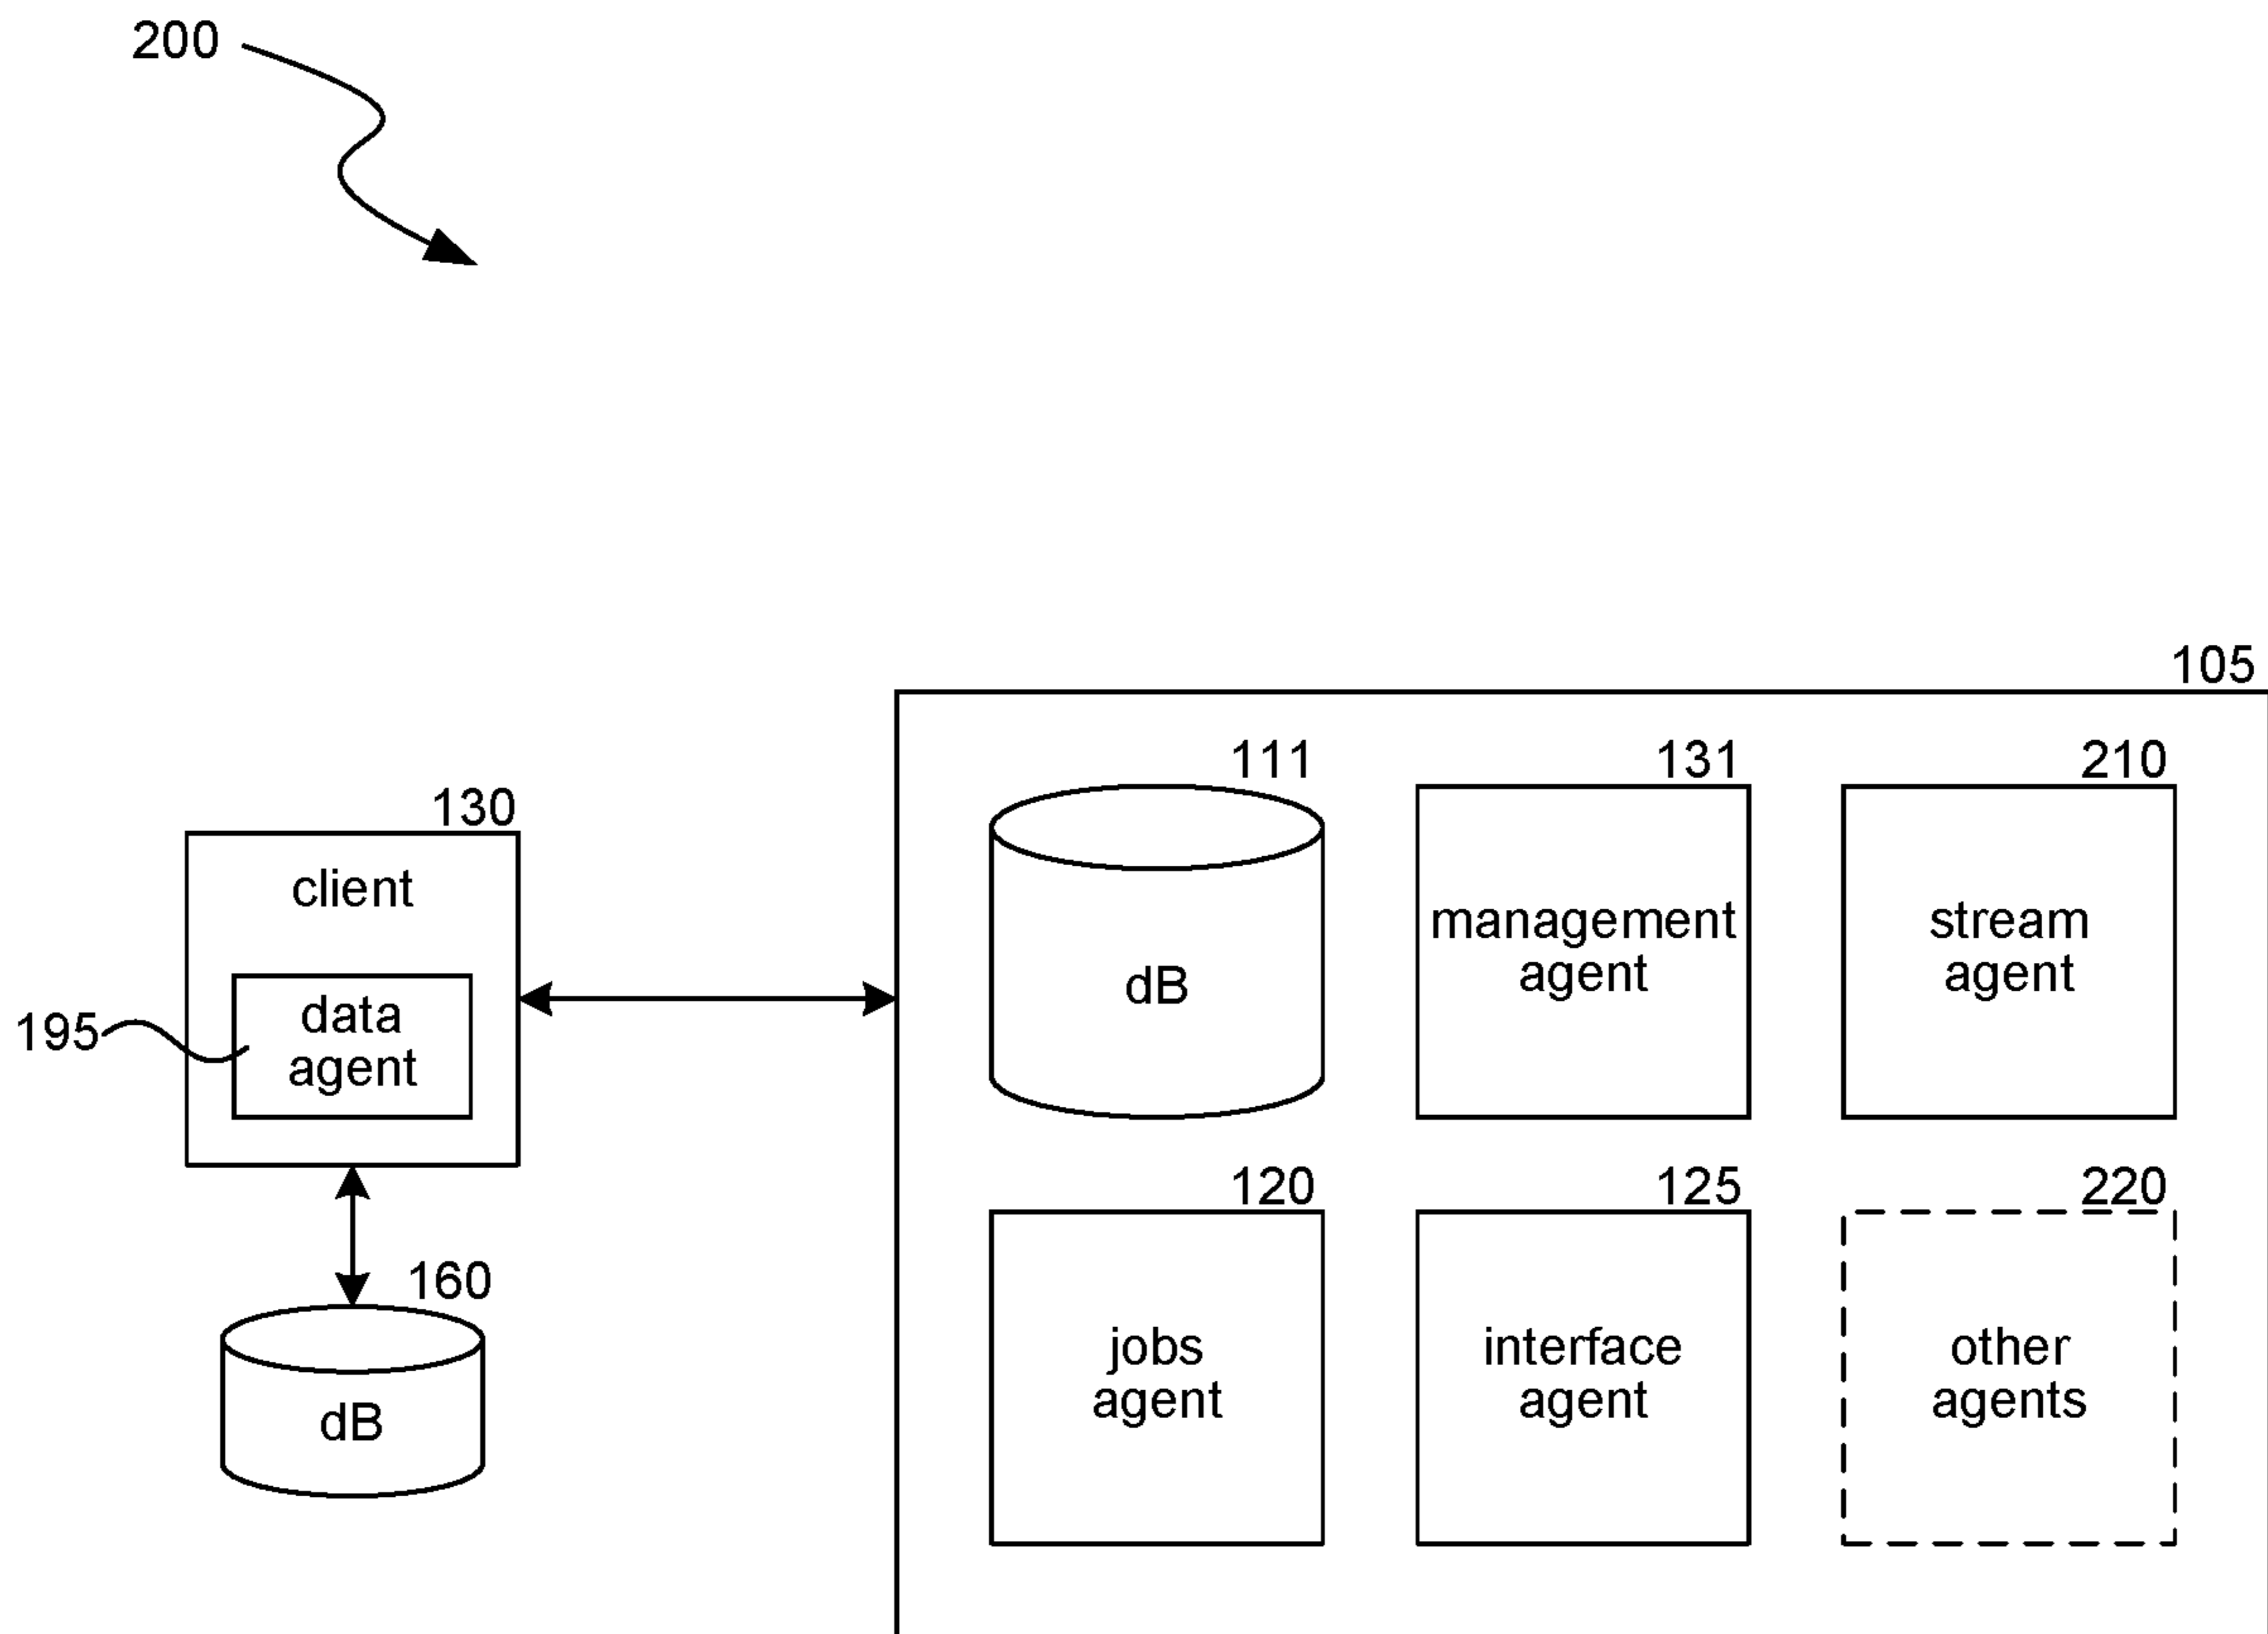 200
105
111
131
210
130
client
management
agent
stream
agent
dB
data
agent
195
120
125
220
160
jobs
agent
interface
agent
other
agents
dB